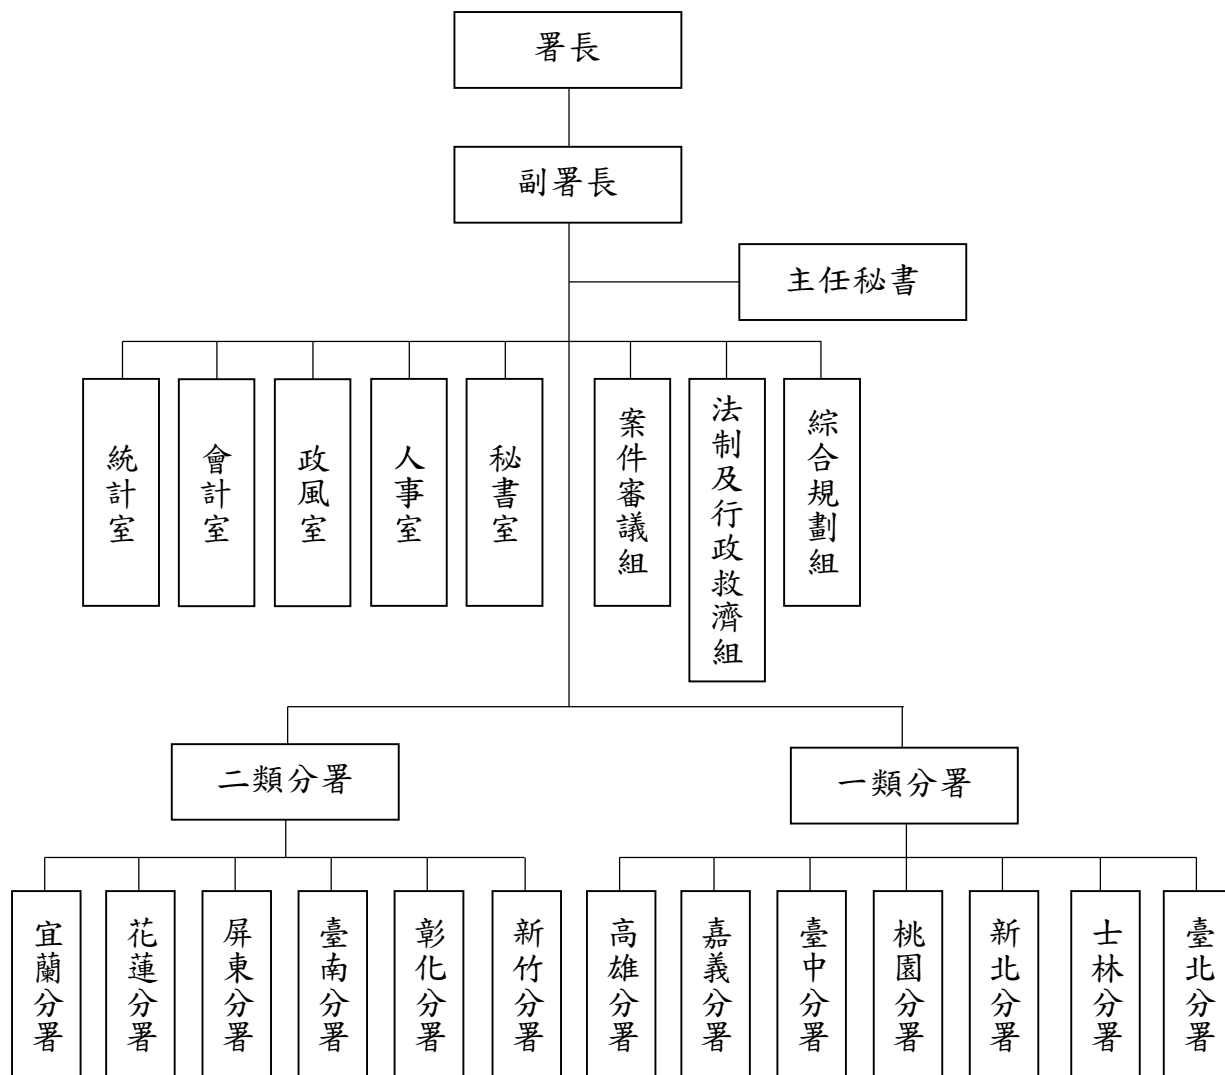 署長
副署長
主任秘書
統計室
會計室
政風室
人事室
秘書室
案件審議組
法制及行政救濟組
綜合規劃組
二類分署
一類分署
宜蘭分署
花蓮分署
屏東分署
臺南分署
彰化分署
新竹分署
高雄分署
嘉義分署
臺中分署
桃園分署
新北分署
士林分署
臺北分署